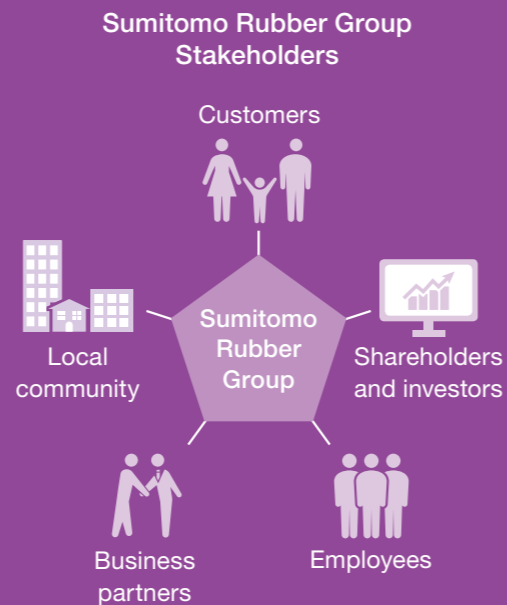 Sumitomo Rubber Group
Stakeholders
Customers
Sumitomo
Rubber
Group
Local
community
Shareholders
and investors
Business
partners
Employees